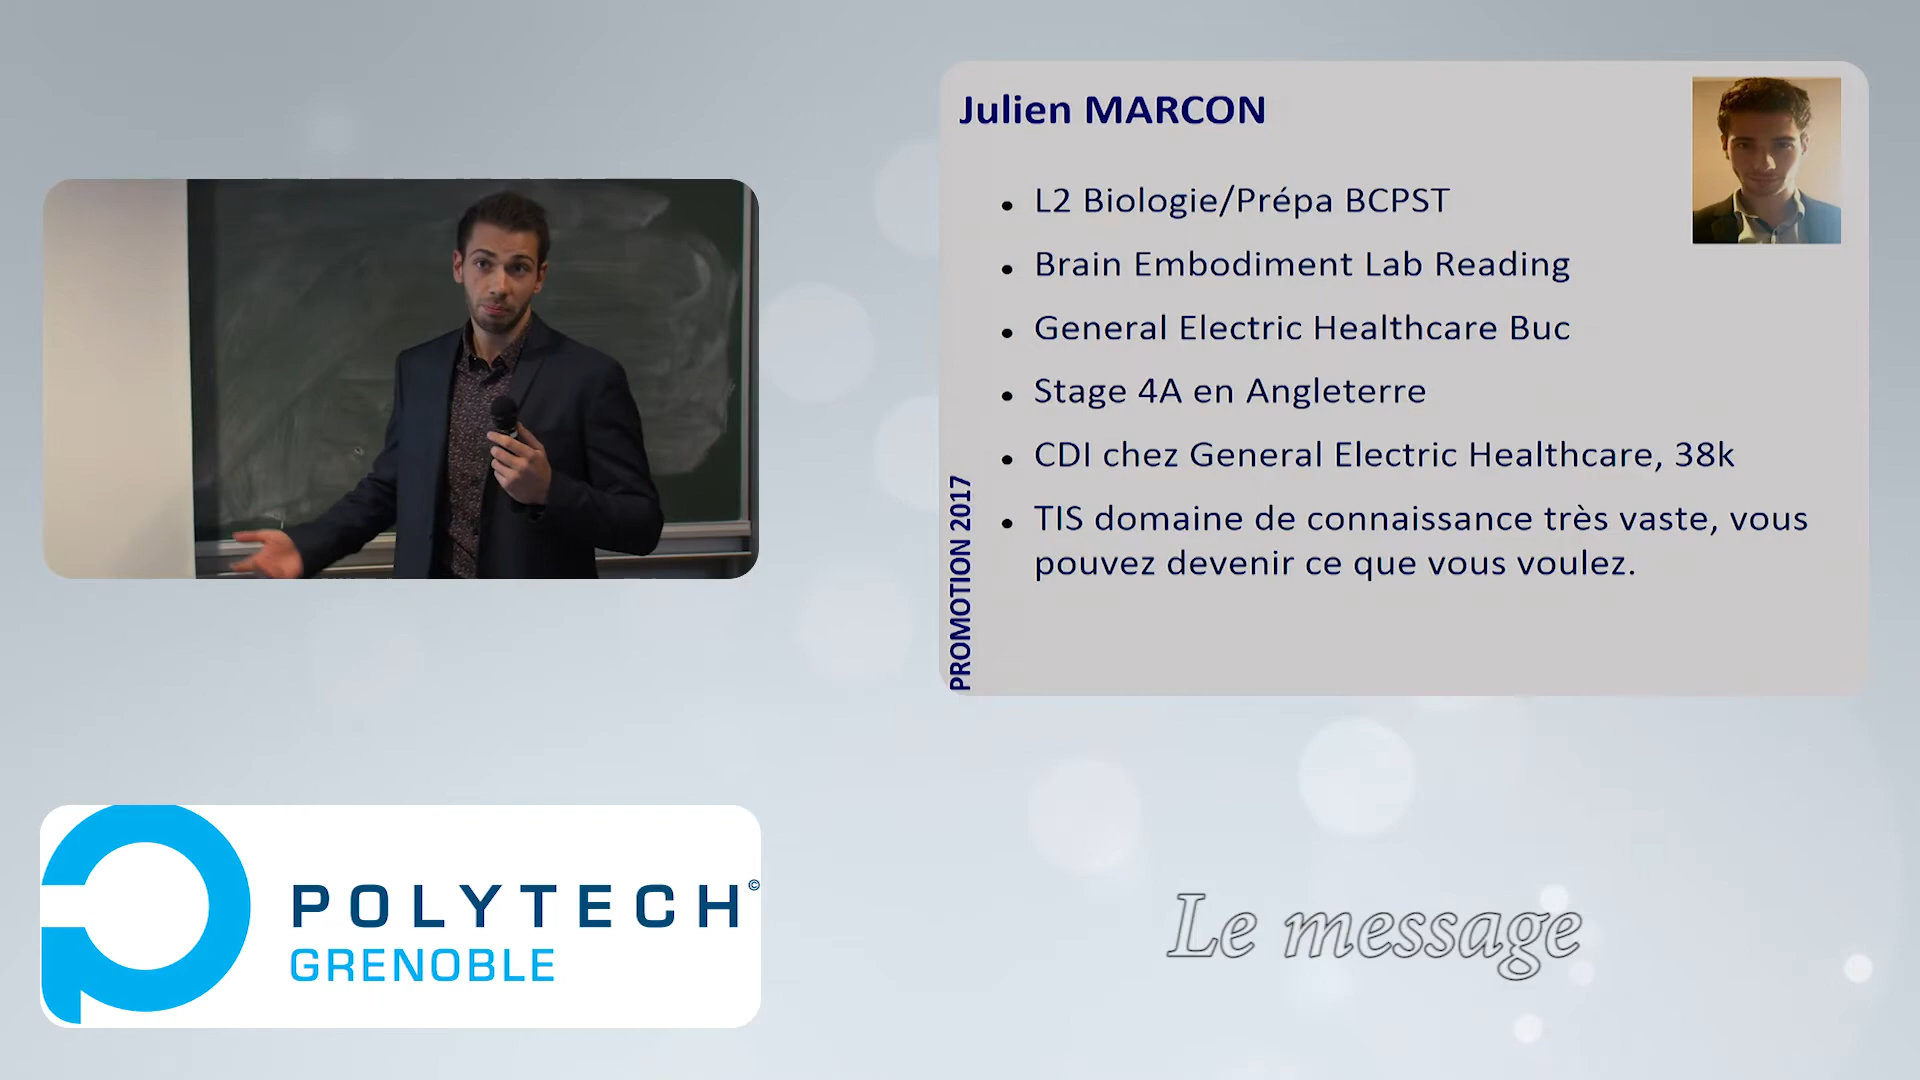 Julien MARCON
• L2 Biologie/Prépa BCPST
• Brain Embodiment Lab Reading
• General Electric Healthcare Buc
• Stage 4A en Angleterre
• CDI chez General Electric Healthcare, 38k
• TIS domaine de connaissance très vaste, vous
pouvez devenir ce que vous voulez.
PROMOTION 2017
POLYTECH©
GRENOBLE
Le message